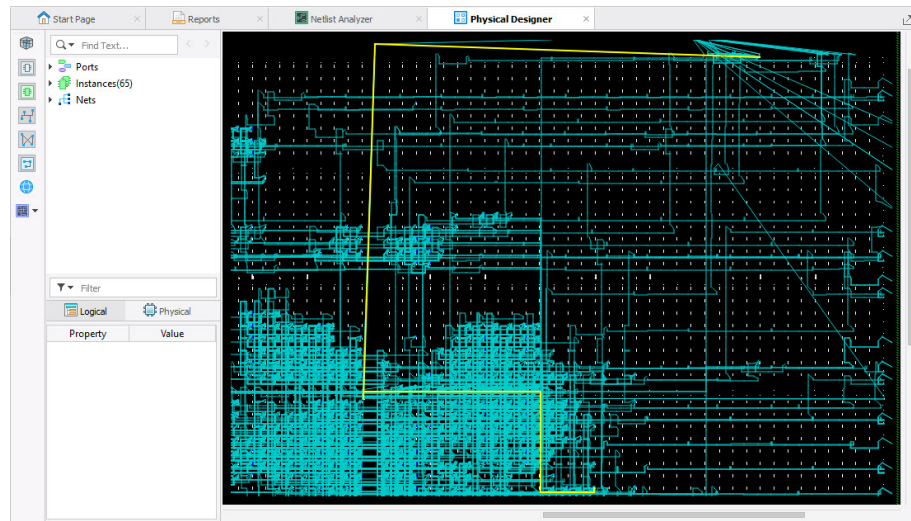 Start Page
Reports
Netlist Analyzer
Physical Designer
Find Text...
Ports
Instances(65)
Nets
Filter
Logical
Physical
Property
Value